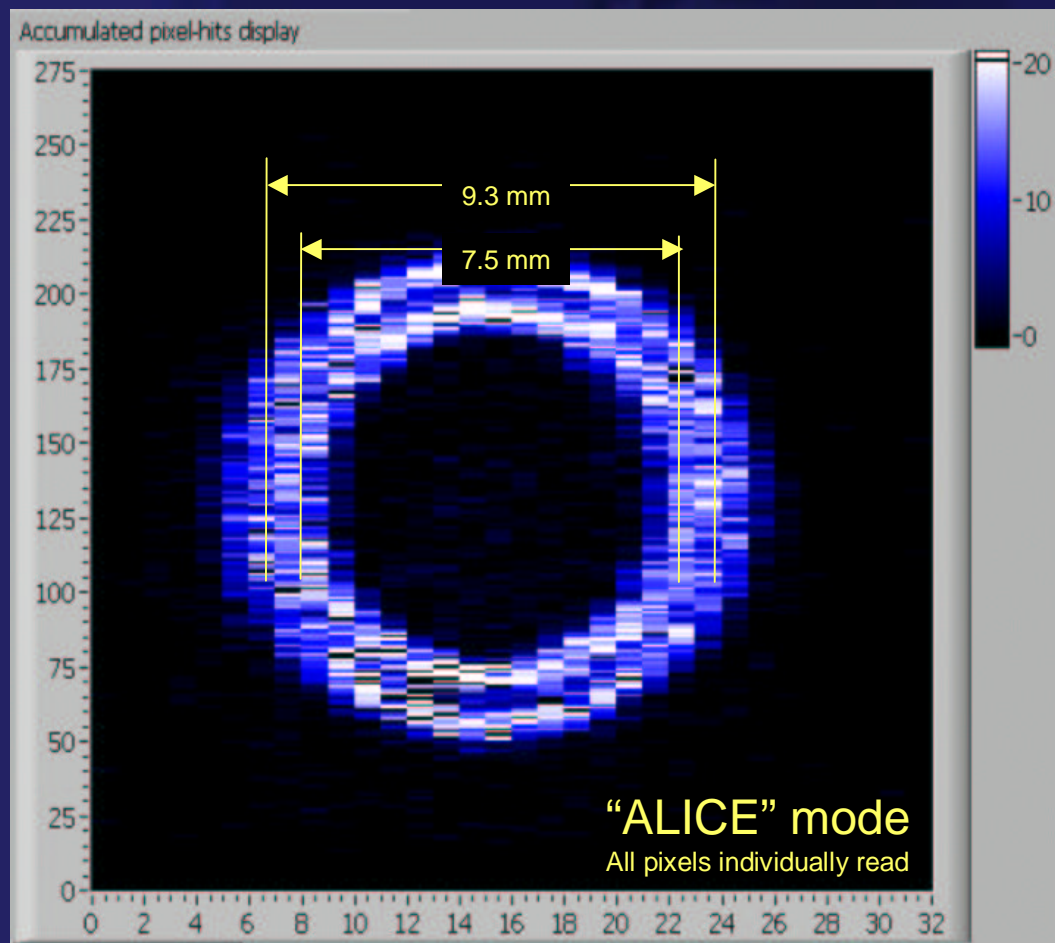 Accumulated pixel-hits display
275
250
225
200
175
150
125
100
75
50
25
0
0 2 4 6 8 10 12 14 16 18 20 22 24 26 28 30 32
20
10
0
9.3 mm
7.5 mm
“ALICE” mode
All pixels individually read